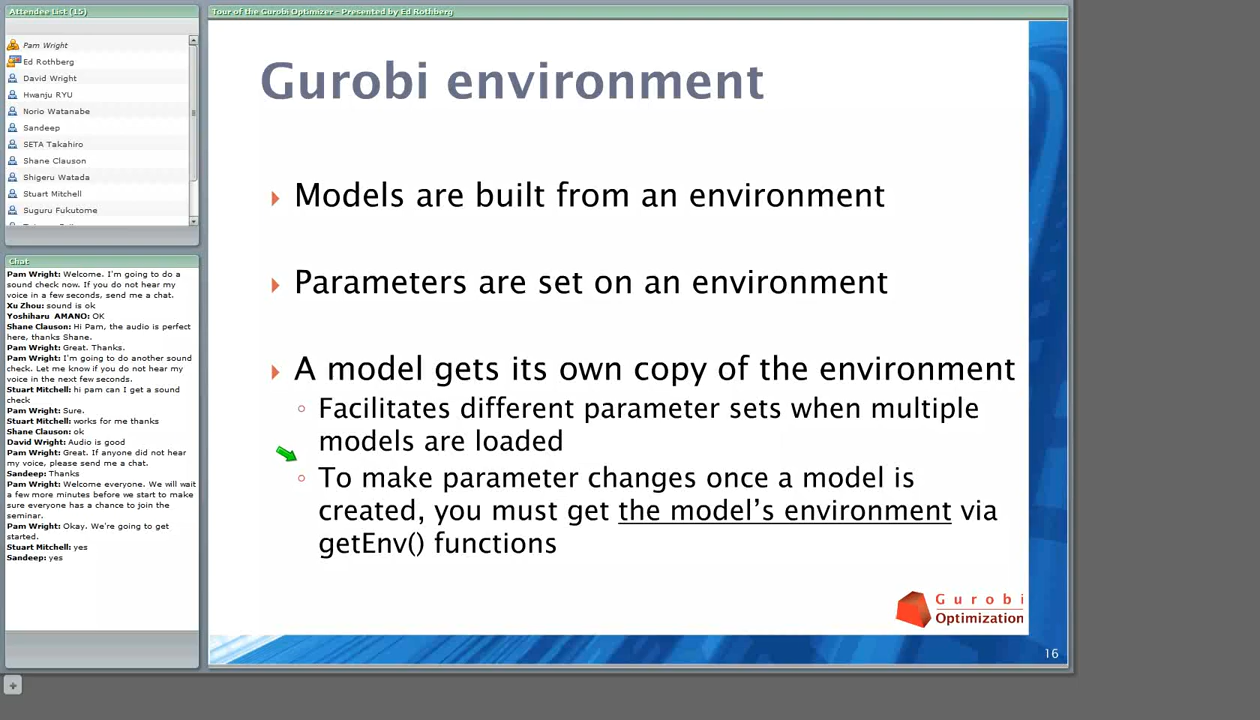 Attendee List (15)
Pam Wright
Ed Rothberg
David Wright
Hwanju RYU
Norio Watanabe
Sandeep
SETA Takahiro
Shane Clauson
Shigeru Watada
Stuart Mitchell
Suguru Fukutome
Chat
Pam Wright: Welcome. I'm going to do a
sound check now. If you do not hear my
voice in a few seconds, send me a chat.
Xu Zhihai: sound is ok
Yoshiharu AMANO: OK
Shane Clauson: Hi Pam, the audio is perfect
here, thanks Shane.
Pam Wright: Great. Thanks.
Pam Wright: I'm going to do another sound
check. Let me know if you do not hear my
voice in the next few seconds.
Stuart Mitchell: hi pam can I get a sound
check
Pam Wright: Sure.
Stuart Mitchell: works for me thanks
Shane Clauson: ok
David Wright: Audio is good
Pam Wright: Great. If anyone did not hear
my voice, please send me a chat.
Sandeep: Thanks
Pam Wright: Welcome everyone. We will wait
a few more minutes before we start to make
sure everyone has a chance to join the
seminar.
Pam Wright: Okay. We're going to get
started.
Stuart Mitchell: yes
Sandeep: yes
Tour of the Gurobi Optimizer - Presented by Ed Rothberg
Gurobi environment
Models are built from an environment
Parameters are set on an environment
A model gets its own copy of the environment
Facilitates different parameter sets when multiple
models are loaded
To make parameter changes once a model is
created, you must get the model's environment via
getEnv() functions
Gurobi
Optimization
16